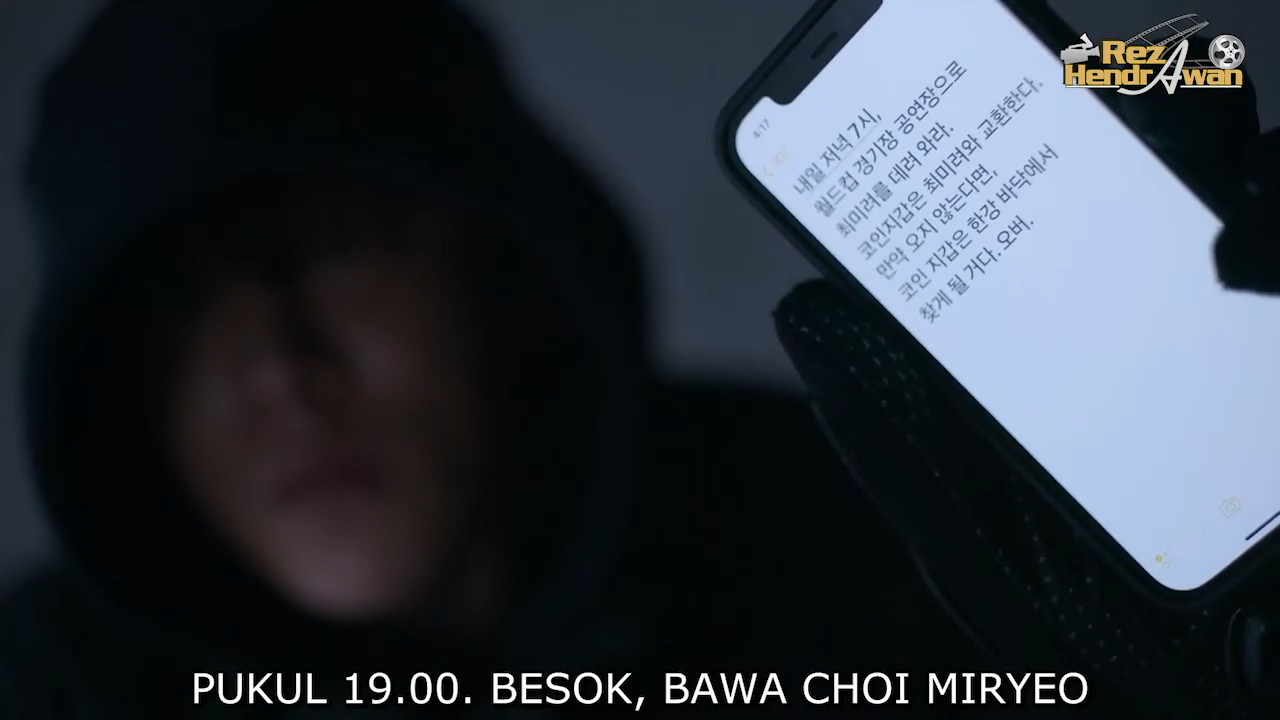 Rez
HendrAwan
4:17
내일 저녁 7시,
월드컵 경기장 공연장으로
최미려를 데려 와라.
코인지갑은 최미려와 교환한다.
만약 오지 않는다면,
코인 지갑은 한강 바닥에서
찾게 될 거다. 오버.
PUKUL 19.00. BESOK, BAWA CHOI MIRYEO